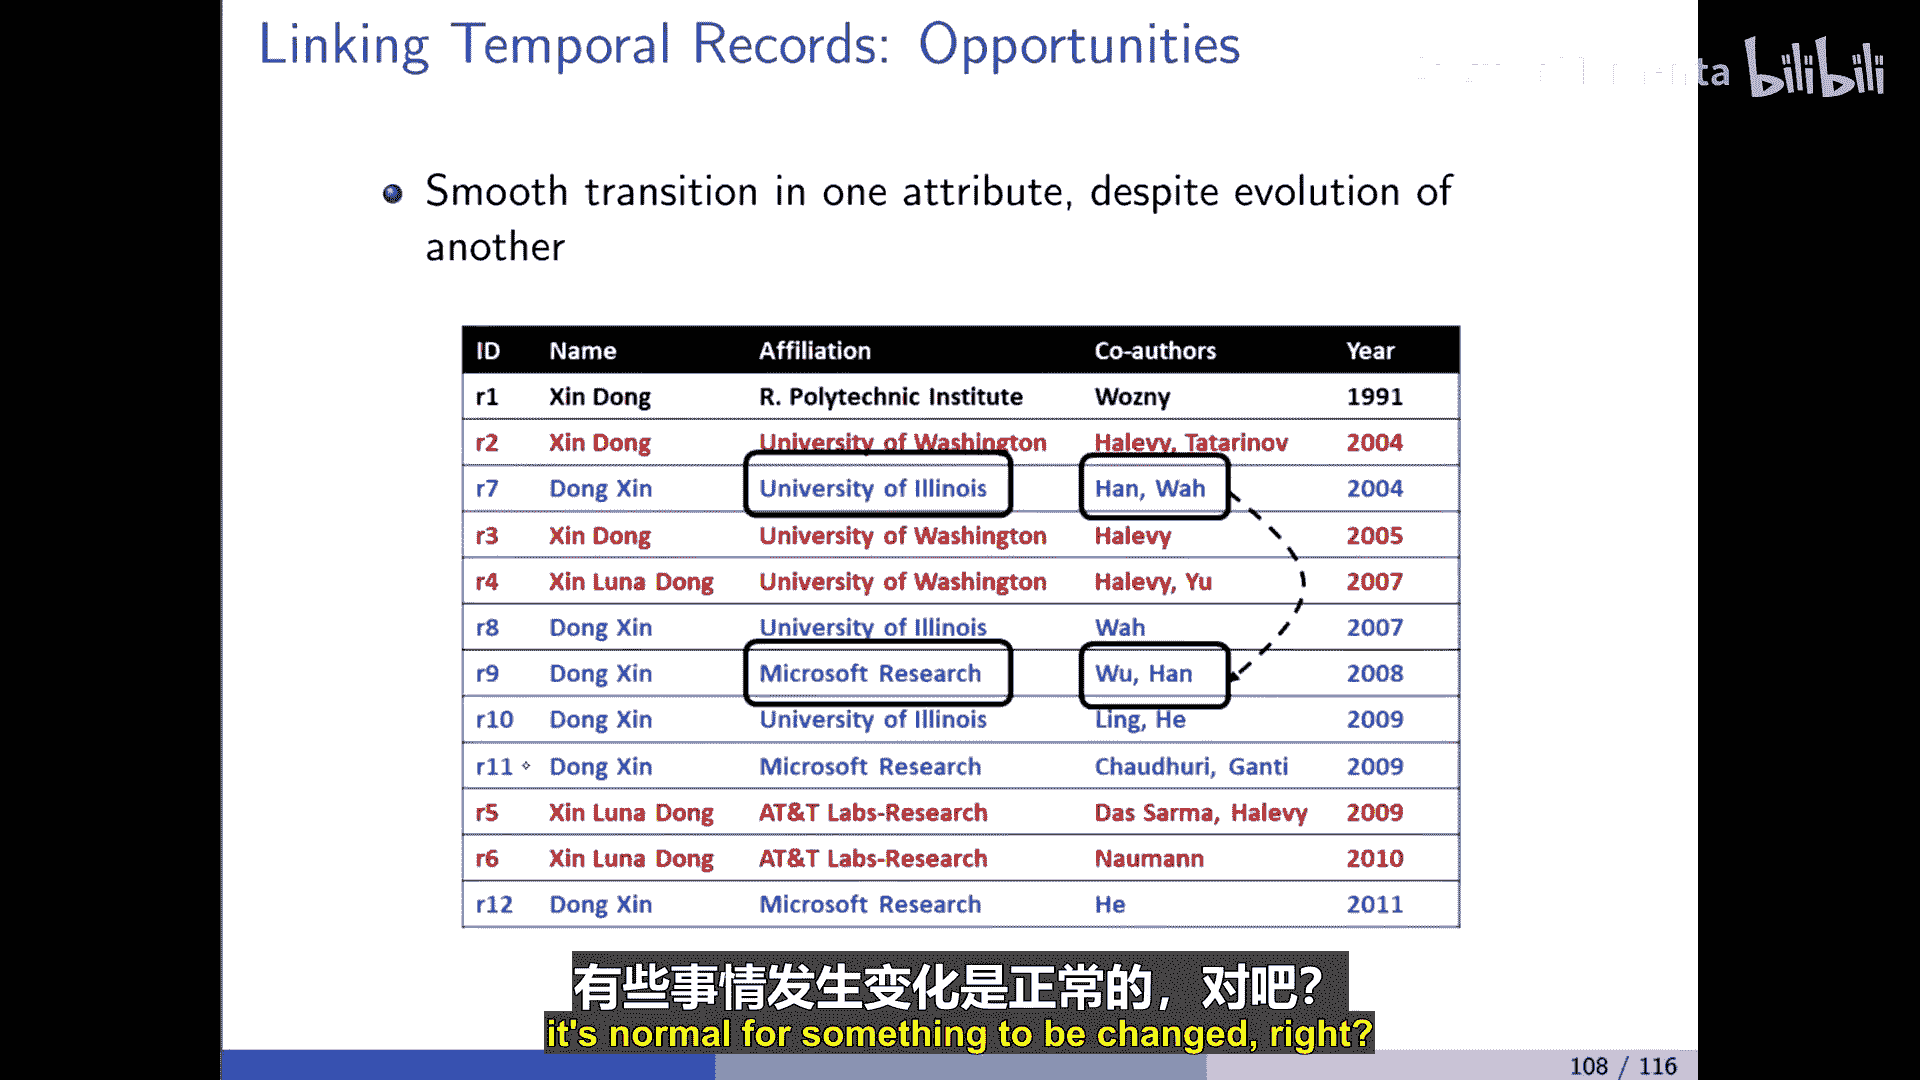 Linking Temporal Records: Opportunities
bilibili
Smooth transition in one attribute, despite evolution of
another
ID Name Affiliation Co-authors Year
r1 Xin Dong R. Polytechnic Institute Wozny 1991
r2 Xin Dong University of Washington Halevy, Tatarinov 2004
r7 Dong Xin University of Illinois Han, Wah 2004
r3 Xin Dong University of Washington Halevy 2005
r4 Xin Luna Dong University of Washington Halevy, Yu 2007
r8 Dong Xin University of Illinois Wah 2007
r9 Dong Xin Microsoft Research Wu, Han 2008
r10 Dong Xin University of Illinois Ling, He 2009
r11 Dong Xin Microsoft Research Chaudhuri, Ganti 2009
r5 Xin Luna Dong AT&T Labs-Research Das Sarma, Halevy 2009
r6 Xin Luna Dong AT&T Labs-Research Naumann 2010
r12 Dong Xin Microsoft Research He 2011
有些事情发生变化是正常的，对吧？
it's normal for something to be changed, right?
108 / 116